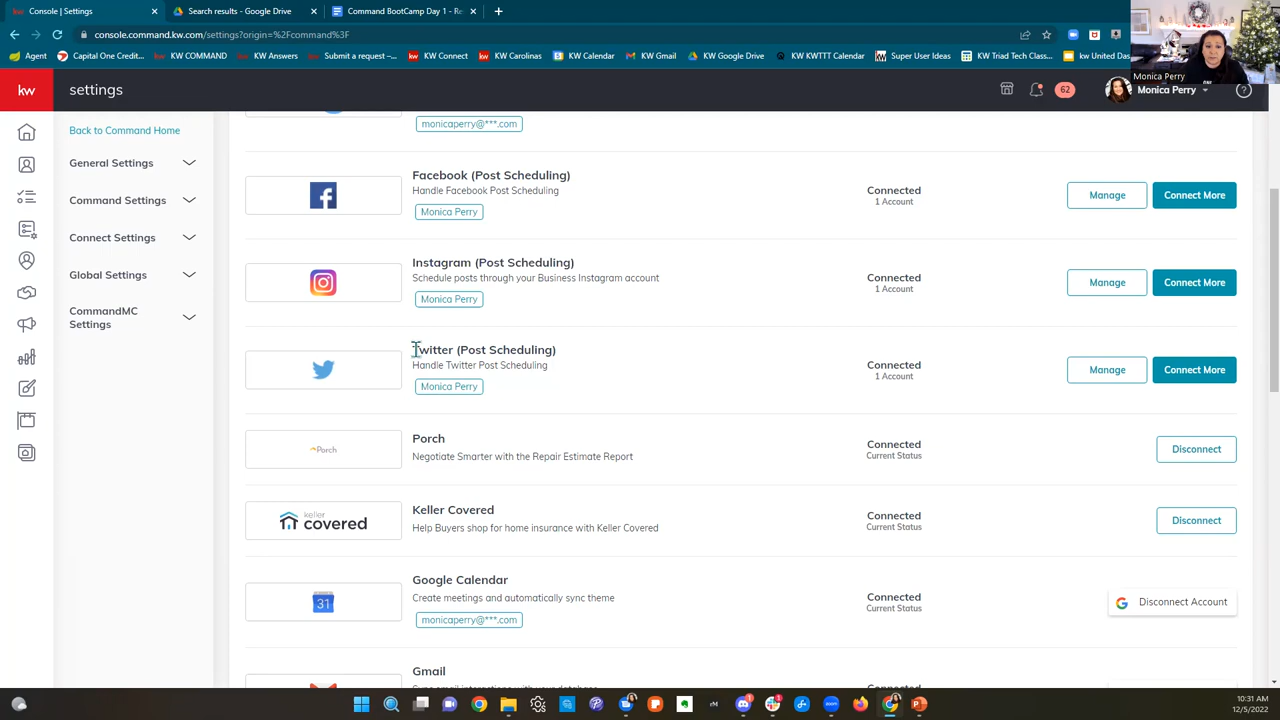 Console | Settings
Search results - Google Drive
Command BootCamp Day 1 - Re
console.command.kw.com/settings?origin=%2Fcommand%3F
Agent
Capital One Credit...
KW COMMAND
KW Answers
Submit a request –...
KW Connect
KW Carolinas
KW Calendar
KW Gmail
KW Google Drive
KW KWTTT Calendar
Super User Ideas
KW Triad Tech Class...
kw United Das
Monica Perry
kw
settings
62
Monica Perry
Back to Command Home
General Settings
Command Settings
Connect Settings
Global Settings
CommandMC
Settings
monicaperry@***.com
Facebook (Post Scheduling)
Handle Facebook Post Scheduling
Monica Perry
Connected
1 Account
Manage
Connect More
Instagram (Post Scheduling)
Schedule posts through your Business Instagram account
Monica Perry
Connected
1 Account
Manage
Connect More
Twitter (Post Scheduling)
Handle Twitter Post Scheduling
Monica Perry
Connected
1 Account
Manage
Connect More
Porch
Porch
Negotiate Smarter with the Repair Estimate Report
Connected
Current Status
Disconnect
keller
covered
Keller Covered
Help Buyers shop for home insurance with Keller Covered
Connected
Current Status
Disconnect
31
Google Calendar
Create meetings and automatically sync theme
monicaperry@***.com
Connected
Current Status
Disconnect Account
Gmail
10:31 AM
12/5/2022